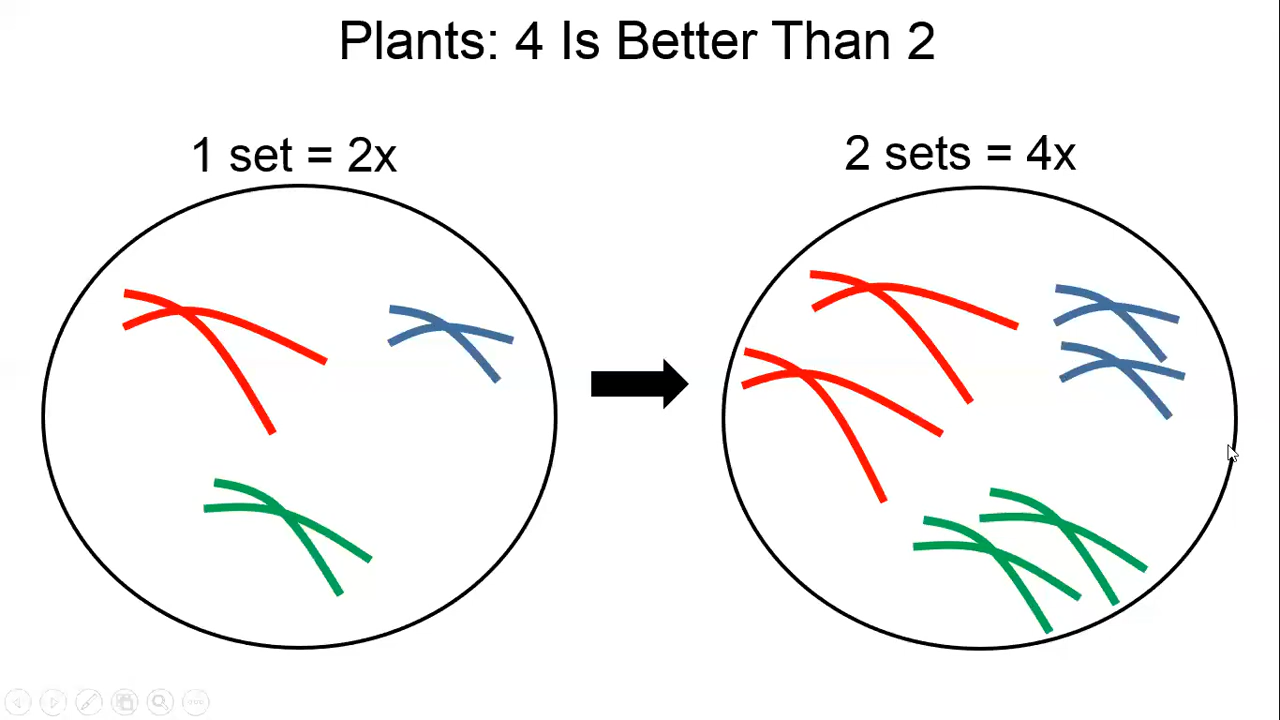 Plants: 4 Is Better Than 2
1 set = 2x
2 sets = 4x